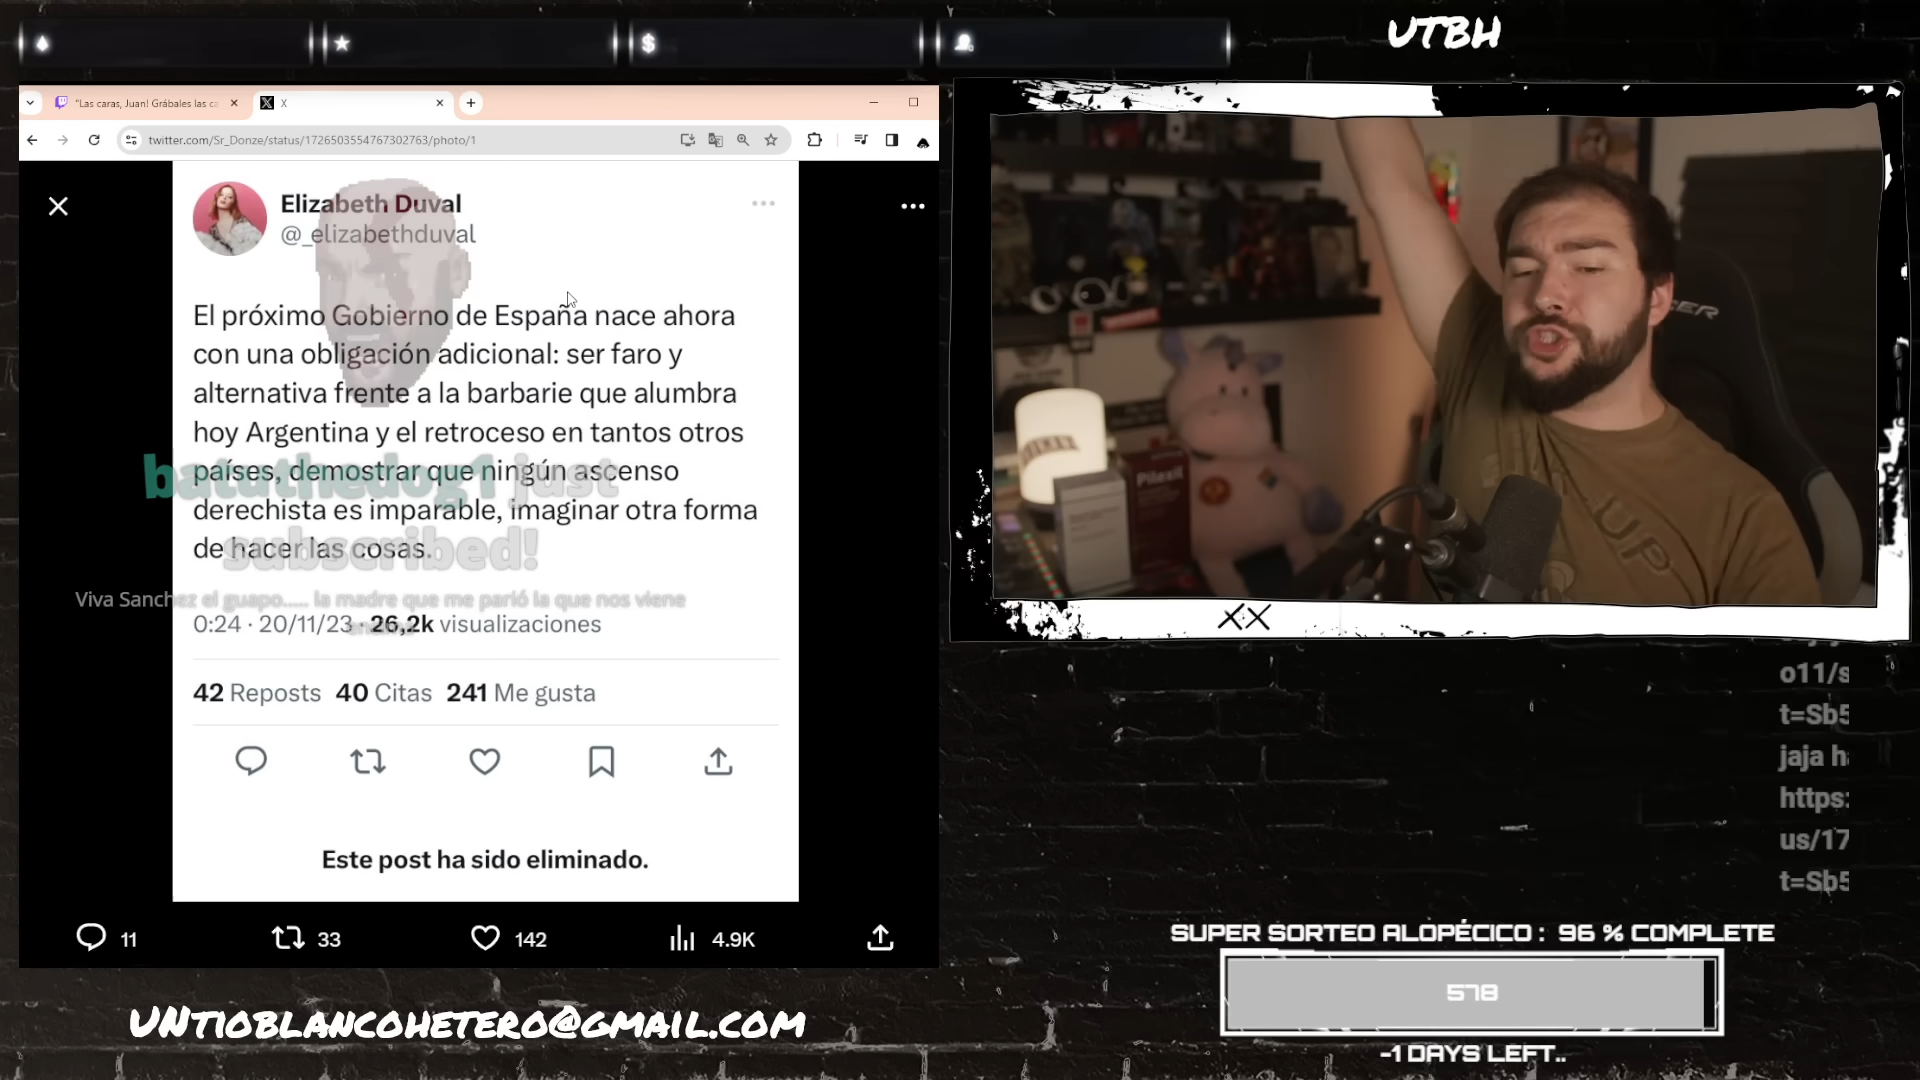 UTBH
"Las caras, Juan! Grábales las ca
X
twitter.com/Sr_Donze/status/1726503554767302763/photo/1
Elizabeth Duval
@_elizabethduval
El próximo Gobierno de España nace ahora
con una obligación adicional: ser faro y
alternativa frente a la barbarie que alumbra
hoy Argentina y el retroceso en tantos otros
países, demostrar que ningún ascenso
derechista es imparable, imaginar otra forma
de hacer las cosas.
batuthedog1 just
subscribed!
Viva Sanchez el guapo..... la madre que me parió la que nos viene
0:24 · 20/11/23 · 26,2k visualizaciones
42 Reposts 40 Citas 241 Me gusta
Este post ha sido eliminado.
11 33 142 4.9K
Pilexil
XX
o11/s
t=Sb5
jaja ha
https:
us/17
t=Sb5
SUPER SORTEO ALOPÉCICO : 96 % COMPLETE
578
-1 DAYS LEFT..
UNTIOBLANCOHETERO@GMAIL.COM